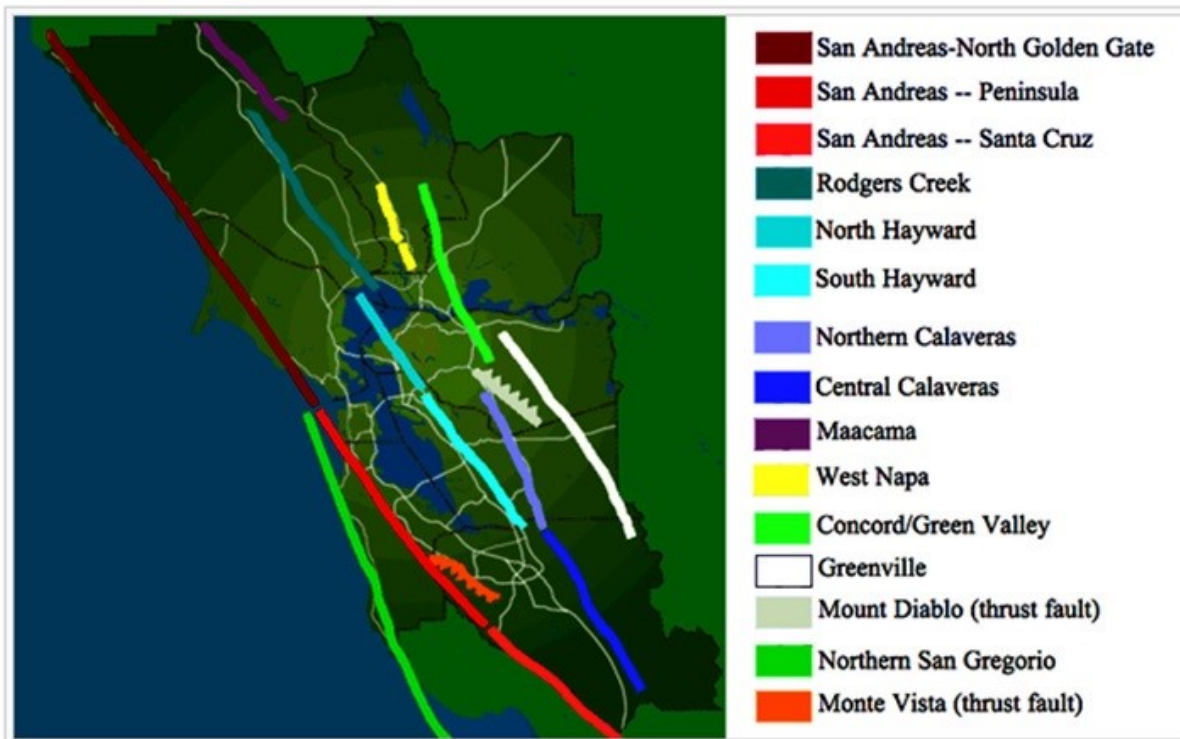 San Andreas-North Golden Gate
San Andreas -- Peninsula
San Andreas -- Santa Cruz
Rodgers Creek
North Hayward
South Hayward
Northern Calaveras
Central Calaveras
Maacama
West Napa
Concord/Green Valley
Greenville
Mount Diablo (thrust fault)
Northern San Gregorio
Monte Vista (thrust fault)